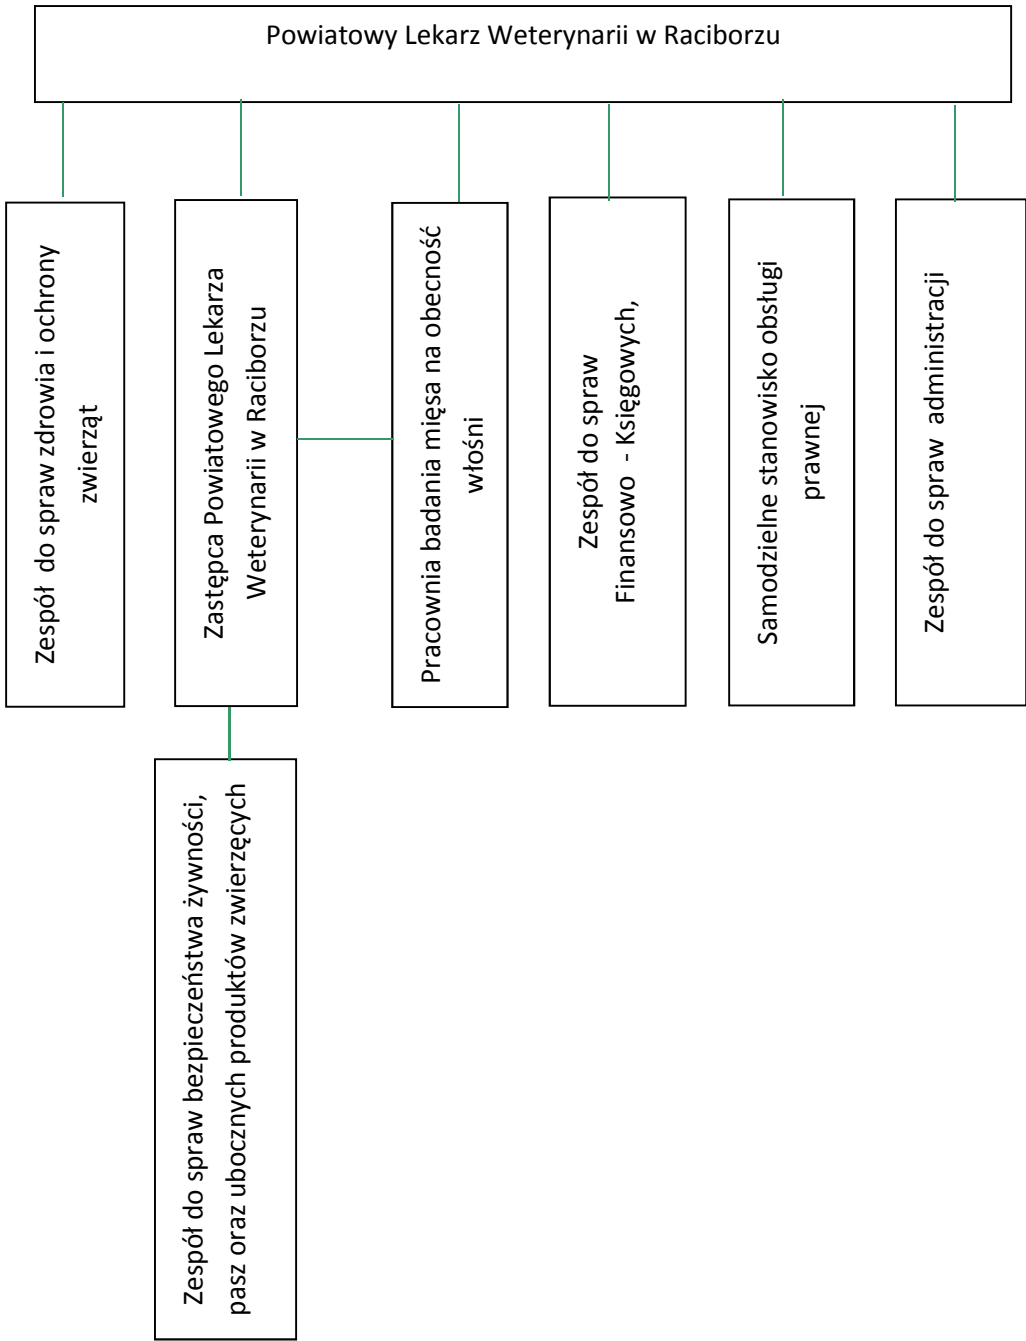 Powiatowy Lekarz Weterynarii w Raciborzu
Zespół do spraw zdrowia i ochrony
zwierząt
Zastępca Powiatowego Lekarza
Weterynarii w Raciborzu
Pracownia badania mięsa na obecność
włośni
Zespół do spraw
Finansowo - Księgowych,
Samodzielne stanowisko obsługi
prawnej
Zespół do spraw administracji
Zespół do spraw bezpieczeństwa żywności,
pasz oraz ubocznych produktów zwierzęcych